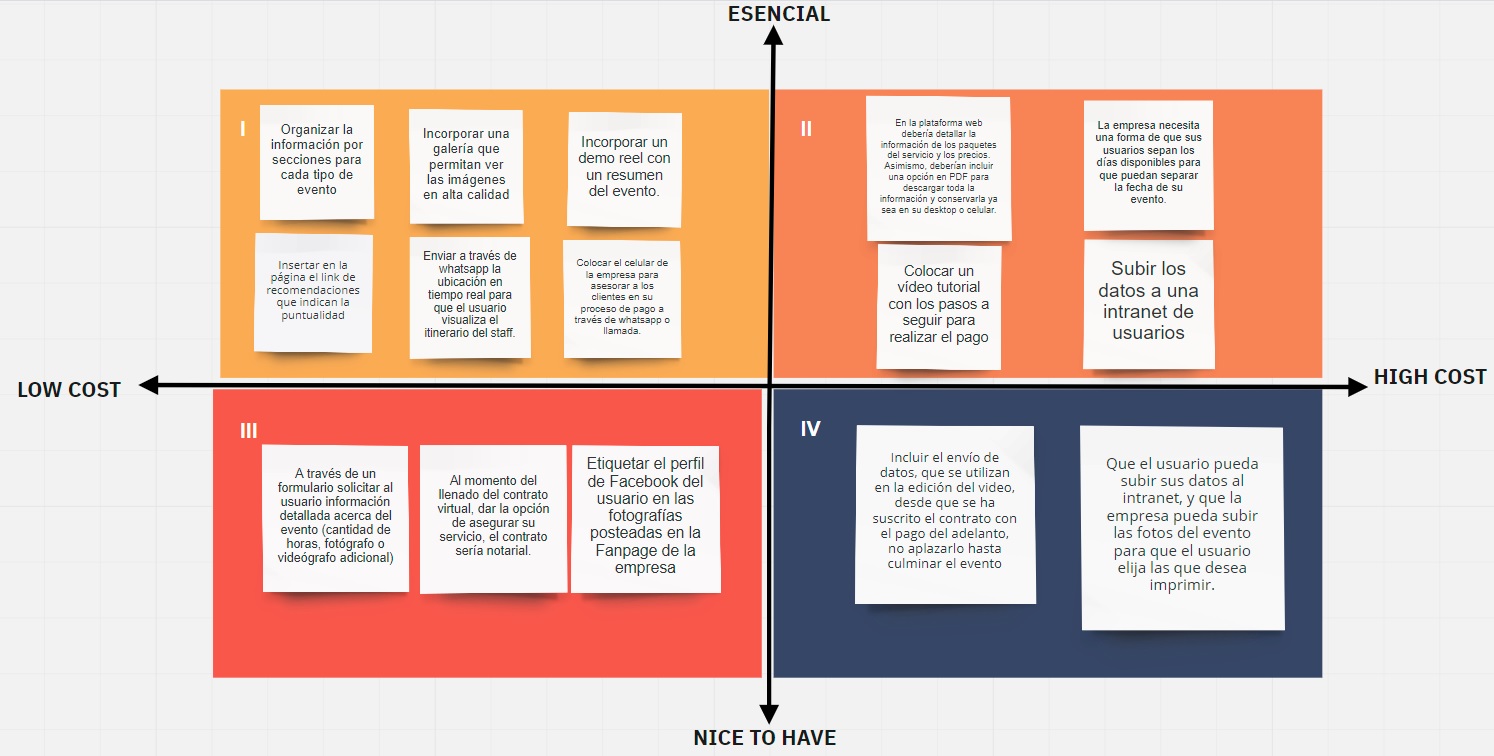 ESENCIAL
I
Organizar la
información por
secciones para
cada tipo de
evento
Incorporar una
galería que
permitan ver
las imágenes
en alta calidad
Incorporar un
demo reel con
un resumen
del evento.
Insertar en la
página el link de
recomendaciones
que indican la
puntualidad
Enviar a través de
whatsapp la
ubicación en
tiempo real para
que el usuario
visualiza el
itinerario del staff.
Colocar el celular de
la empresa para
asesorar a los
clientes en su
proceso de pago a
través de whatsapp o
llamada.
II
En la plataforma web
debería detallar la
información de los paquetes
del servicio y los precios.
Asimismo, deberían incluir
una opción en PDF para
descargar toda la
información y conservarla ya
sea en su desktop o celular.
La empresa necesita
una forma de que sus
usuarios sepan los
días disponibles para
que puedan separar
la fecha de su
evento.
Colocar un
vídeo tutorial
con los pasos a
seguir para
realizar el pago
Subir los
datos a una
intranet de
usuarios
LOW COST
HIGH COST
III
A través de un
formulario solicitar al
usuario información
detallada acerca del
evento (cantidad de
horas, fotógrafo o
videógrafo adicional)
Al momento del
llenado del contrato
virtual, dar la opción
de asegurar su
servicio, el contrato
sería notarial.
Etiquetar el perfil
de Facebook del
usuario en las
fotografías
posteadas en la
Fanpage de la
empresa
IV
Incluir el envío de
datos, que se utilizan
en la edición del video,
desde que se ha
suscrito el contrato con
el pago del adelanto,
no aplazarlo hasta
culminar el evento
Que el usuario pueda
subir sus datos al
intranet, y que la
empresa pueda subir
las fotos del evento
para que el usuario
elija las que desea
imprimir.
NICE TO HAVE